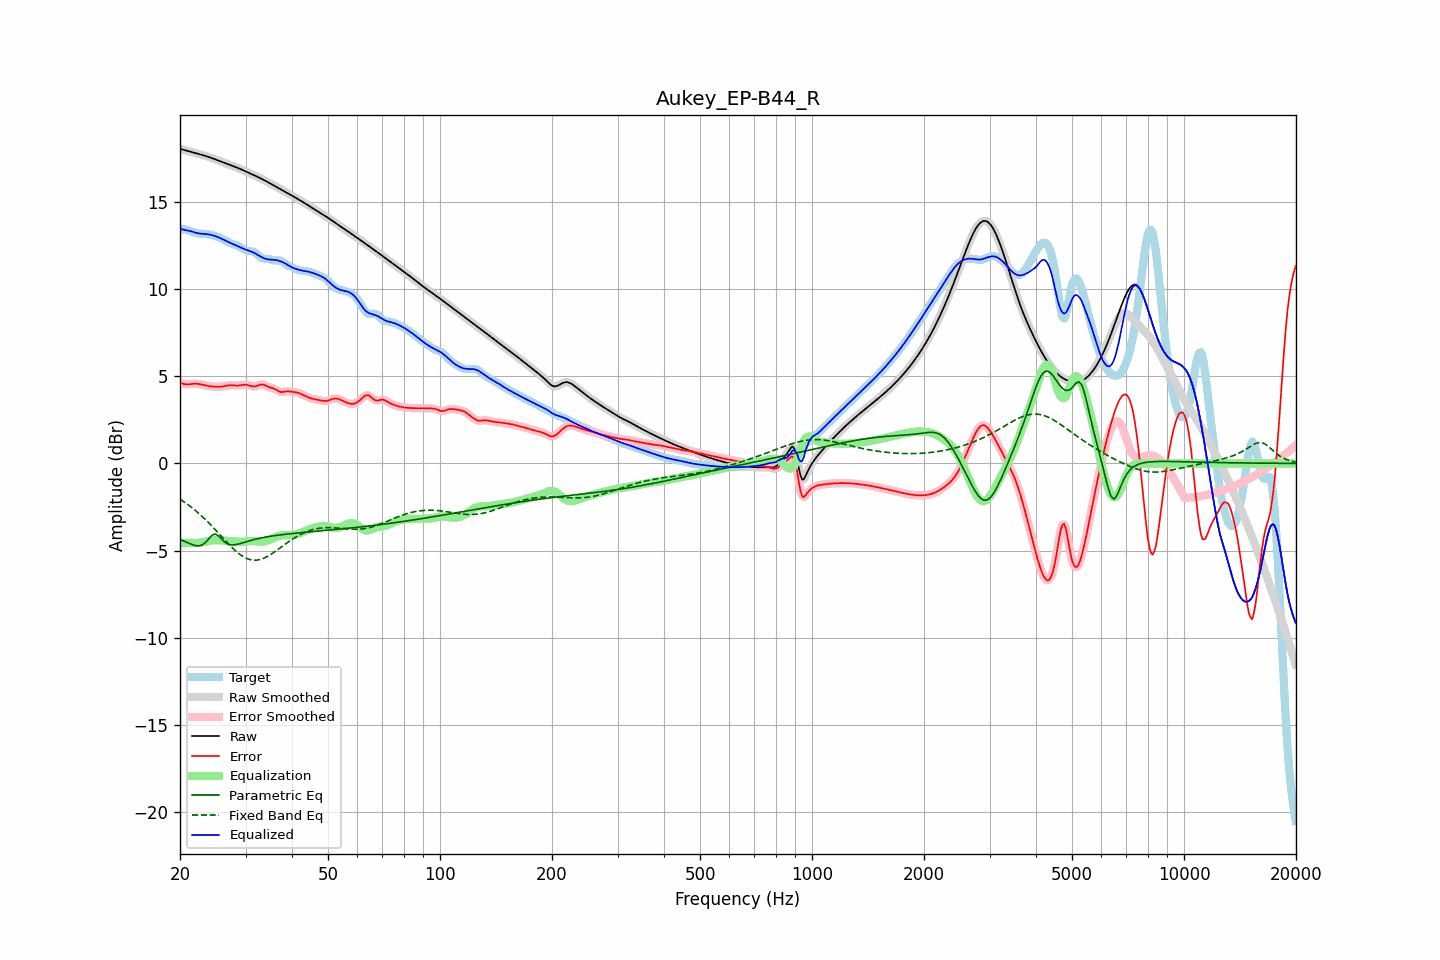 Aukey_EP-B44_R
Amplitude (dBr)
15
10
5
0
−5
−10
−15
−20
Target
Raw Smoothed
Error Smoothed
Raw
Error
Equalization
Parametric Eq
Fixed Band Eq
Equalized
20 50 100 200 500 1000 2000 5000 10000 20000
Frequency (Hz)